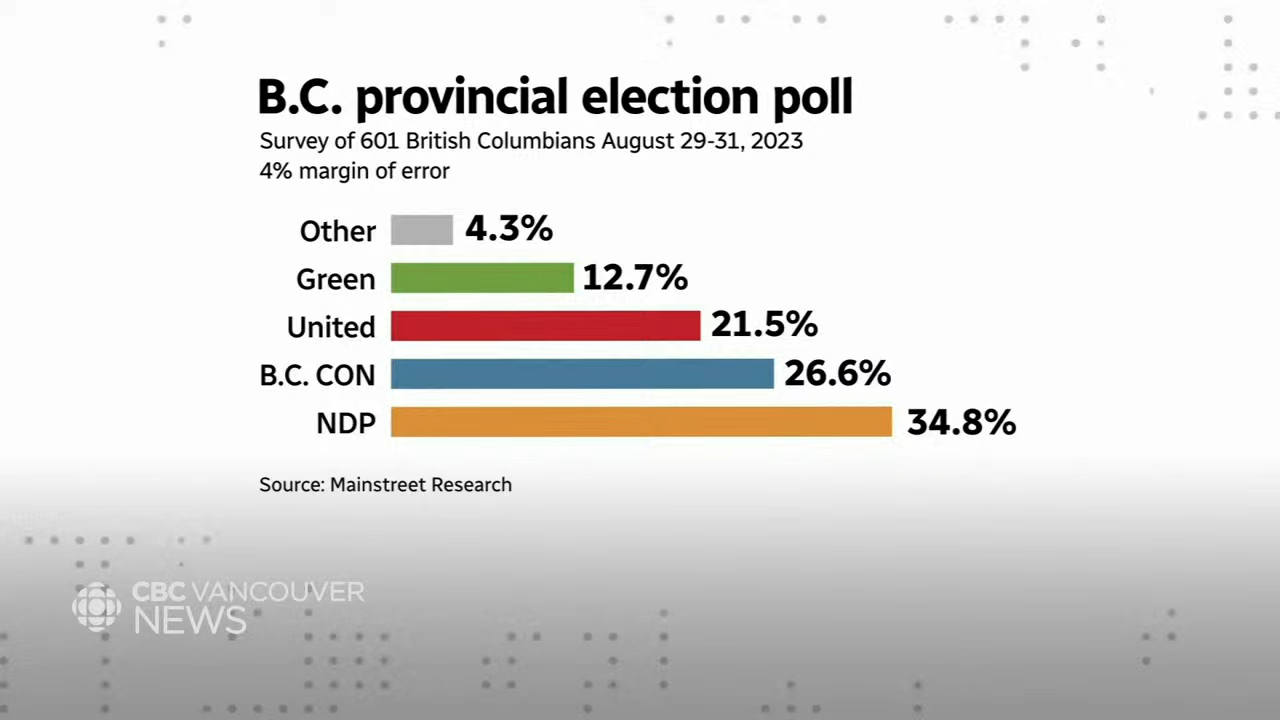 B.C. provincial election poll
Survey of 601 British Columbians August 29-31, 2023
4% margin of error
Other 4.3%
Green 12.7%
United 21.5%
B.C. CON 26.6%
NDP 34.8%
Source: Mainstreet Research
CBC VANCOUVER
NEWS